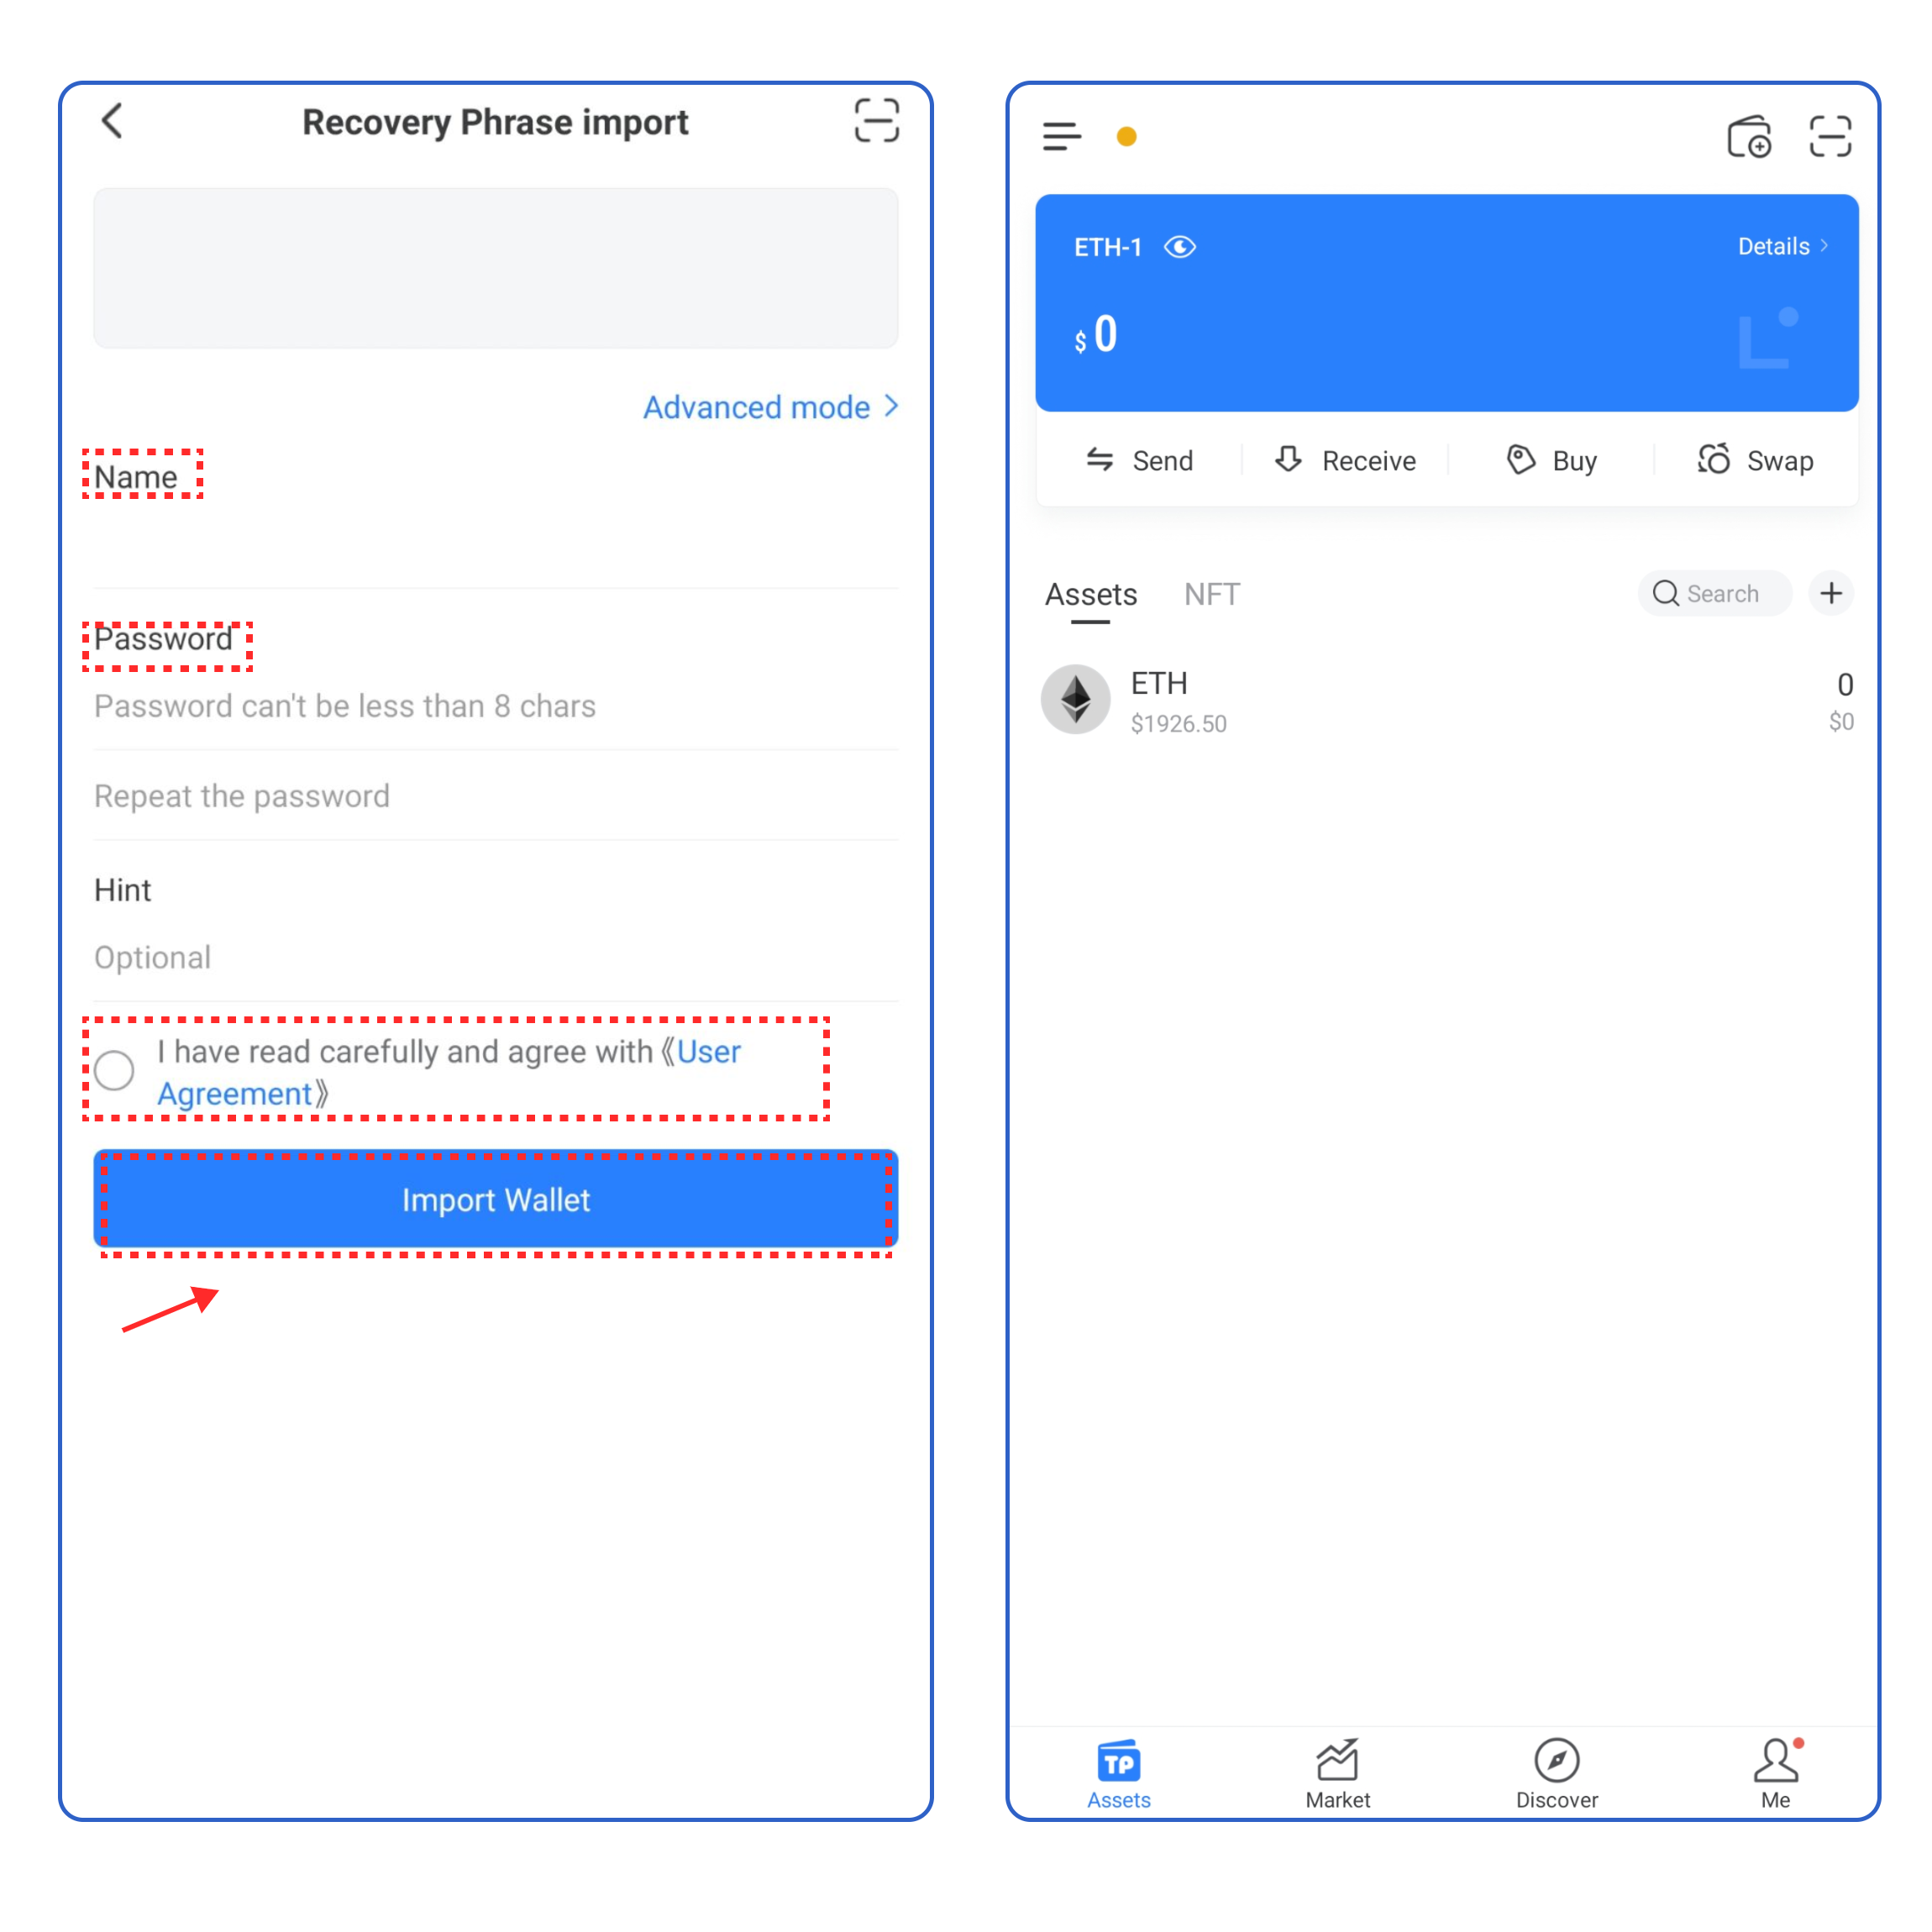 Recovery Phrase import
Advanced mode
Name
Password
Password can't be less than 8 chars
Repeat the password
Hint
Optional
I have read carefully and agree with《User
Agreement》
Import Wallet
ETH-1
Details
$ 0
Send
Receive
Buy
Swap
Assets
NFT
Search
ETH
0
$1926.50
$0
TP
Assets
Market
Discover
Me